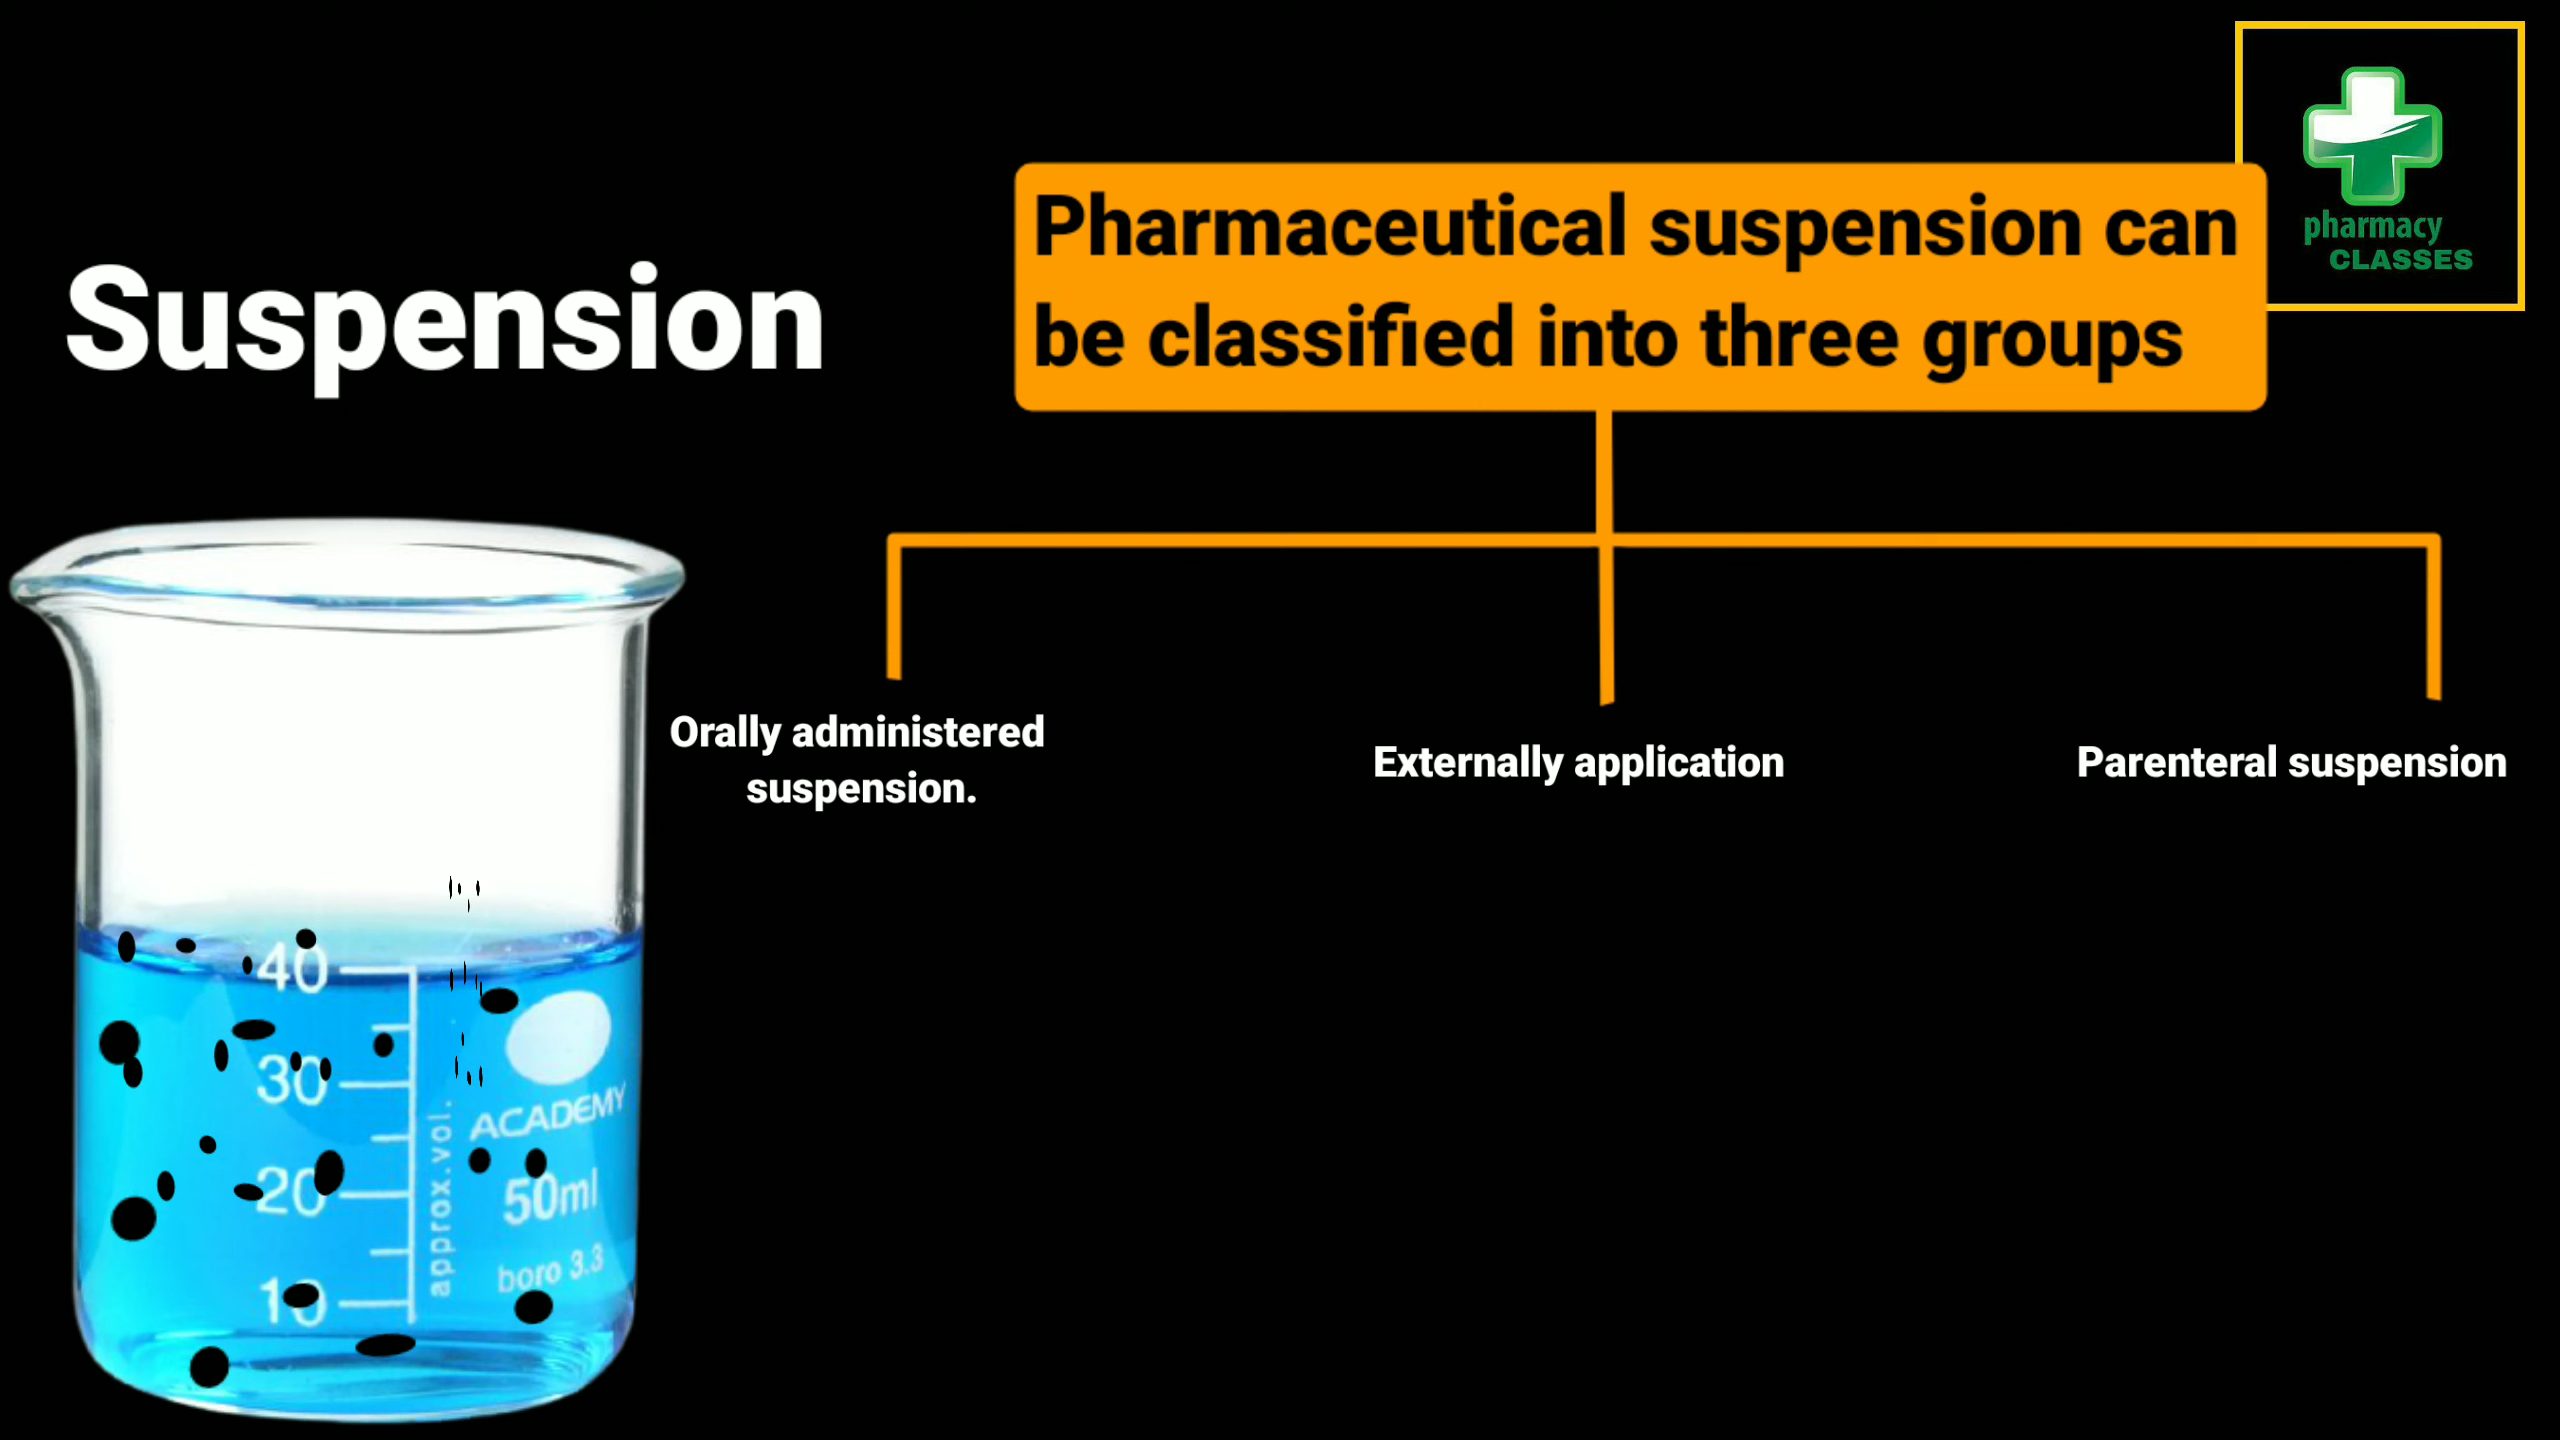 pharmacy
CLASSES
Pharmaceutical suspension can
be classified into three groups
Suspension
Orally administered
suspension.
Externally application
Parenteral suspension
40
30
20
10
approx.vol.
ACADEMY
50ml
boro 3.3